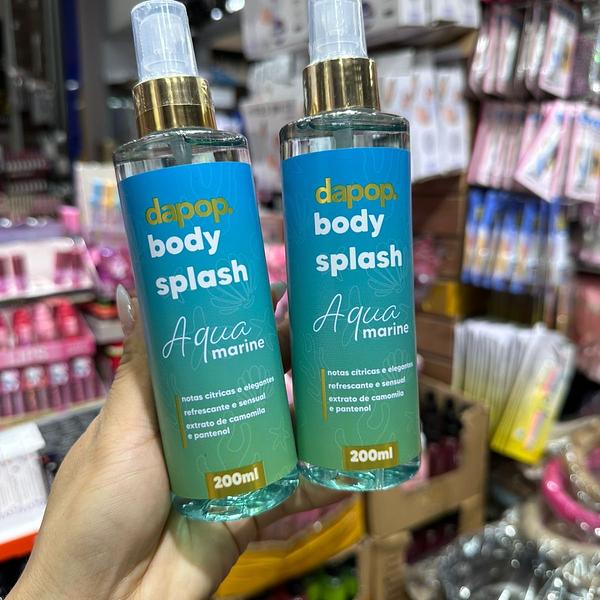 dapop.
body
splash
Aqua
marine
notas cítricas e elegantes
refrescante e sensual
extrato de camomila
e pantenol
200ml
dapop.
body
splash
Aqua
marine
notas cítricas e elegantes
refrescante e sensual
extrato de camomila
e pantenol
200ml